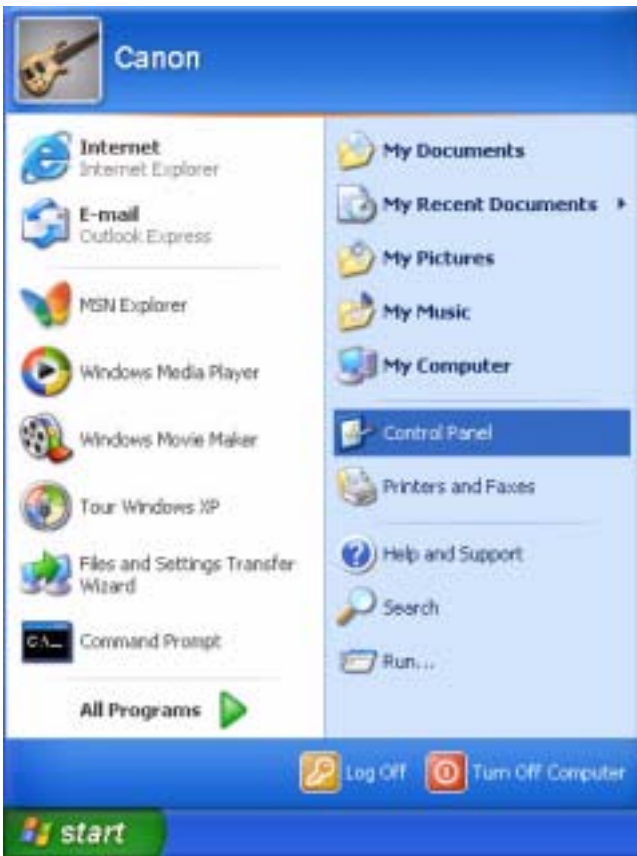 Canon
Internet
Internet Explorer
E-mail
Outlook Express
MSN Explorer
Windows Media Player
Windows Movie Maker
Tour Windows XP
Files and Settings Transfer
Wizard
Command Prompt
All Programs
My Documents
My Recent Documents
My Pictures
My Music
My Computer
Control Panel
Printers and Faxes
Help and Support
Search
Run...
Log Off
Turn Off Computer
start